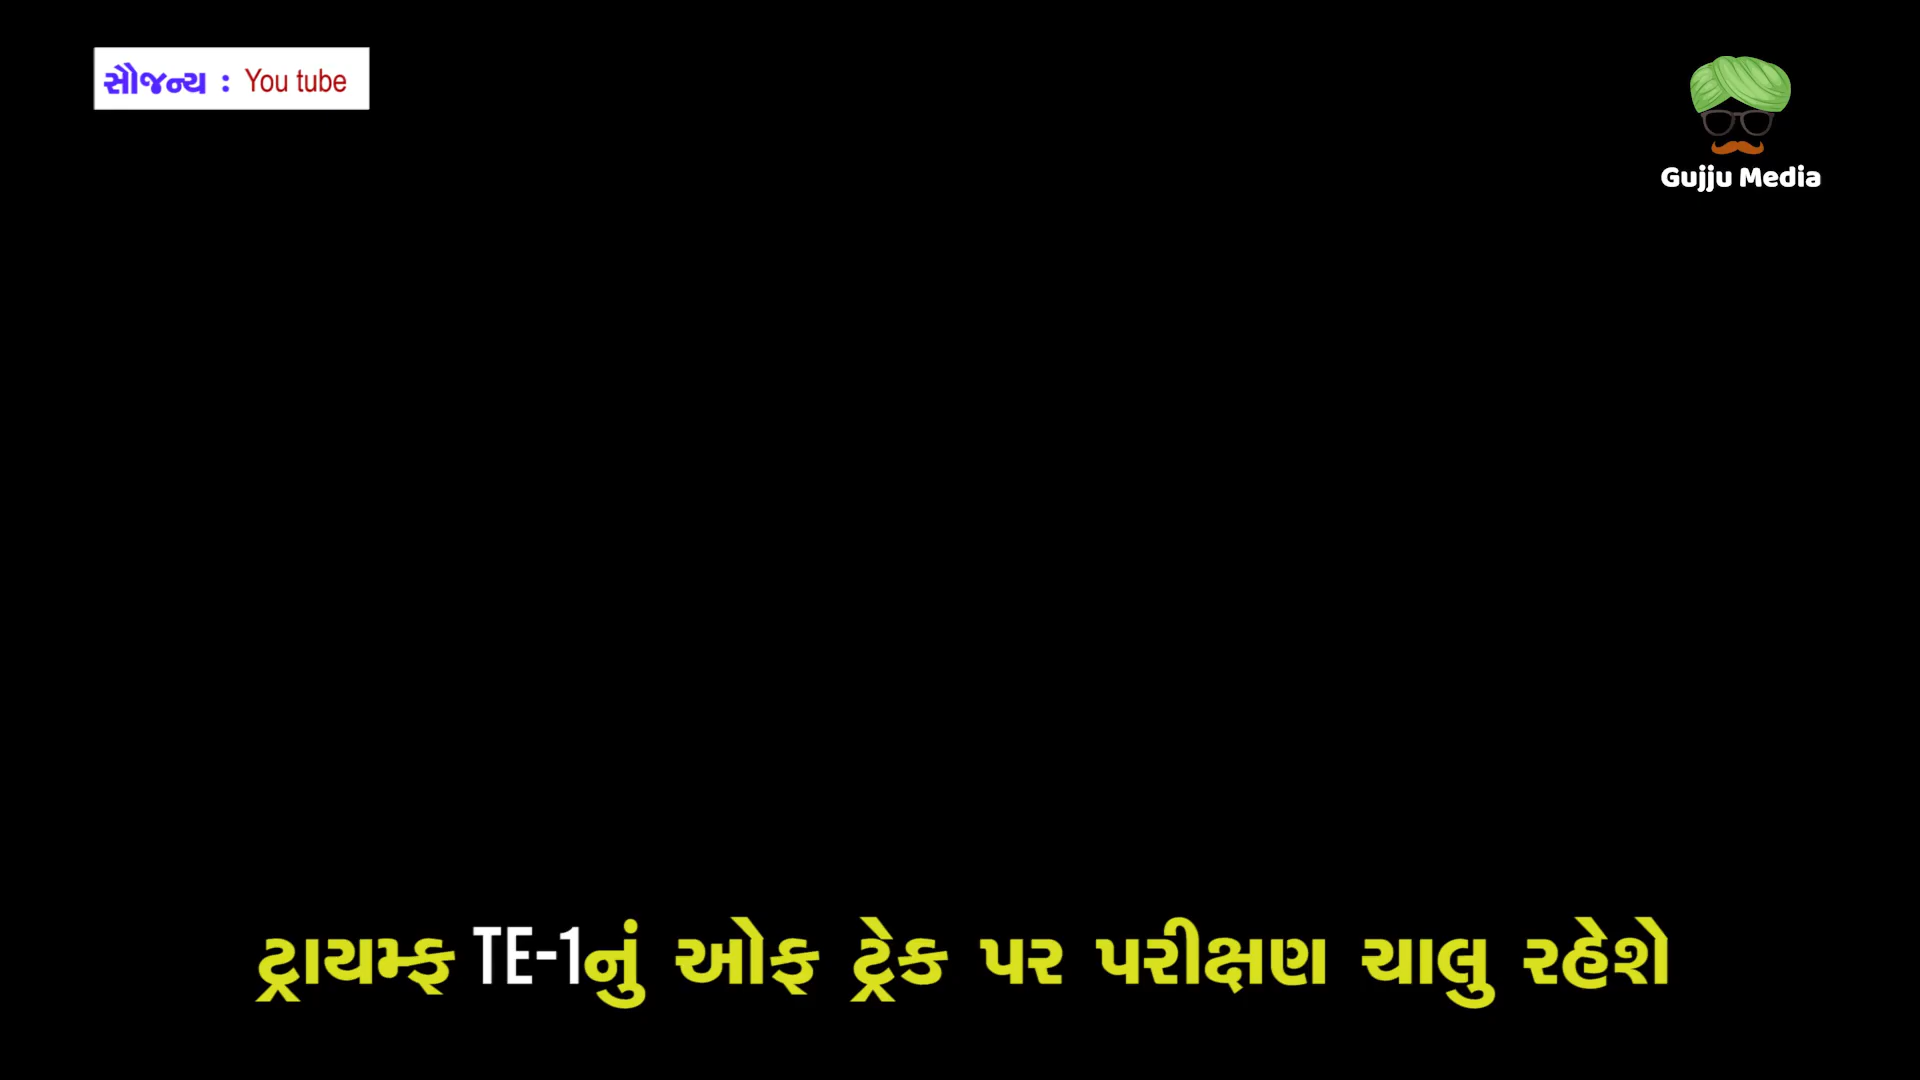 સૌજન્ય : You tube
Gujju Media
ટ્રાયમ્ફ TE-1નું ઓફ ટ્રેક પર પરીક્ષણ ચાલુ રહેશે